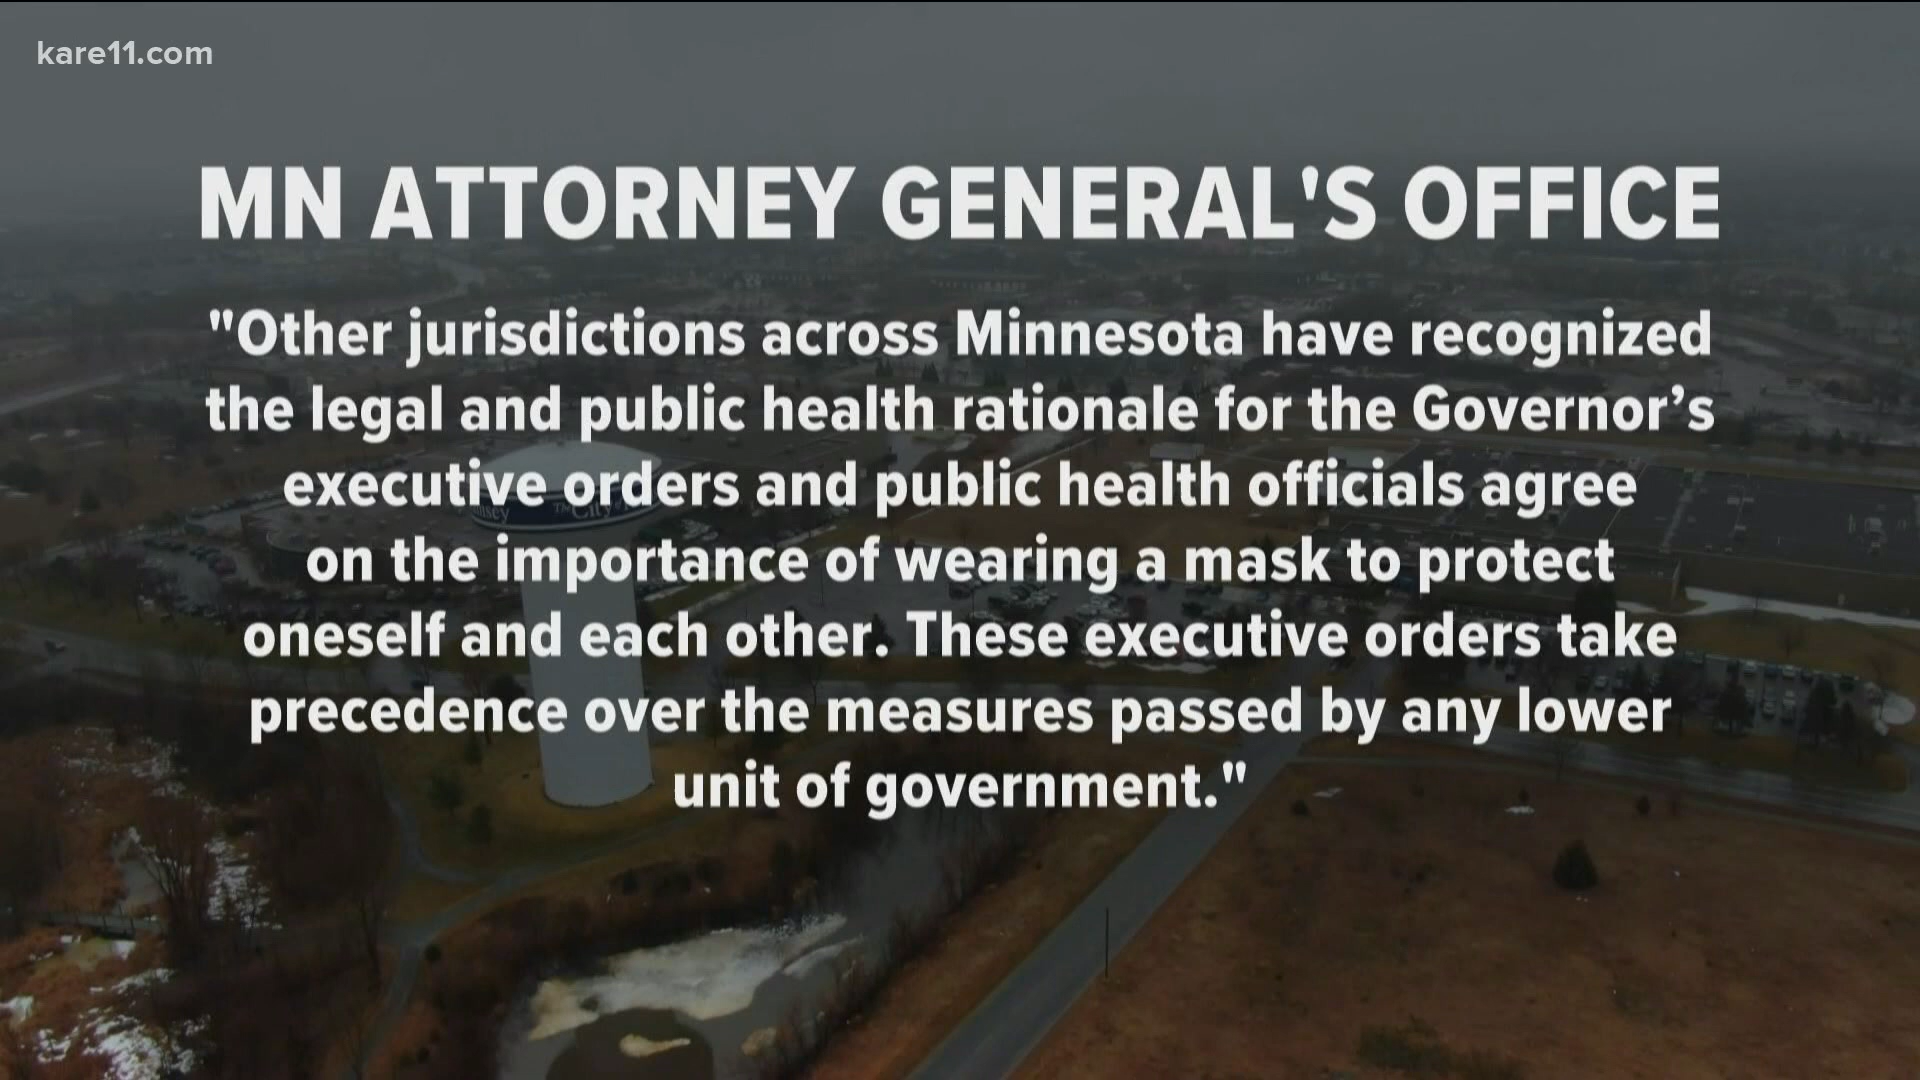 kare11.com
MN ATTORNEY GENERAL'S OFFICE
"Other jurisdictions across Minnesota have recognized
the legal and public health rationale for the Governor’s
executive orders and public health officials agree
on the importance of wearing a mask to protect
oneself and each other. These executive orders take
precedence over the measures passed by any lower
unit of government."
The City